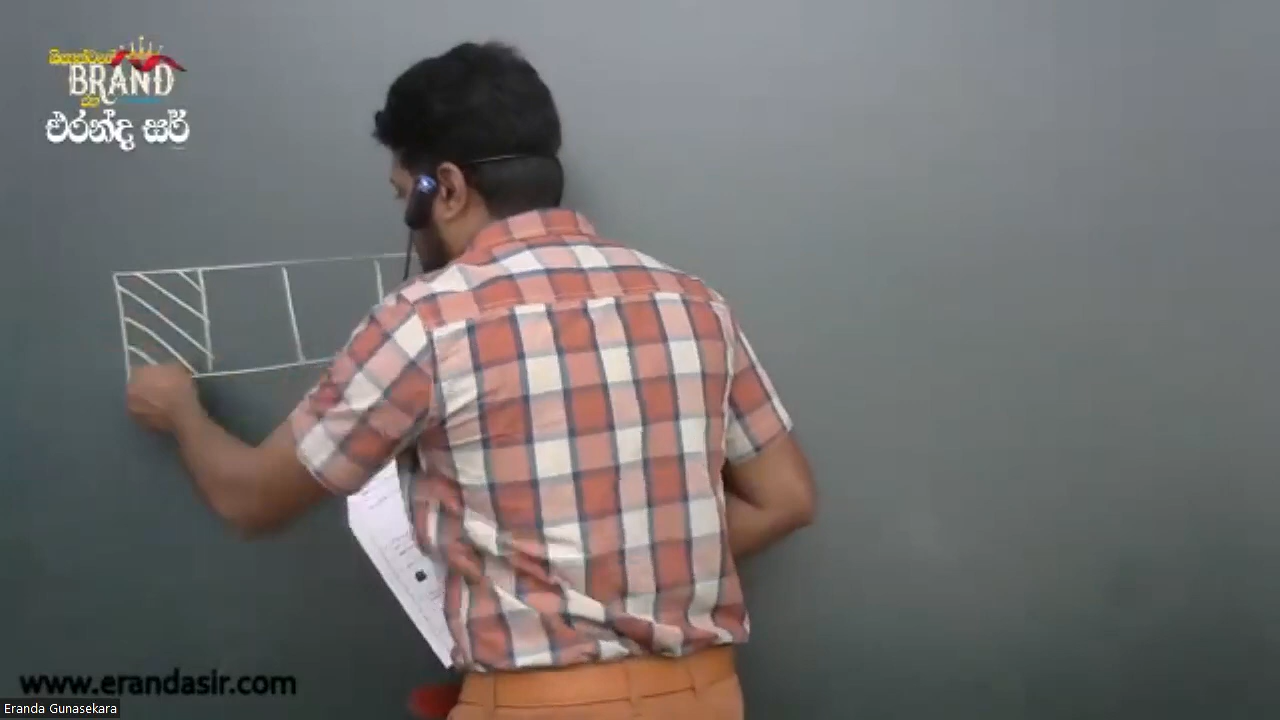 BRAND
එරන්ද සර්
www.erandasir.com
Eranda Gunasekara